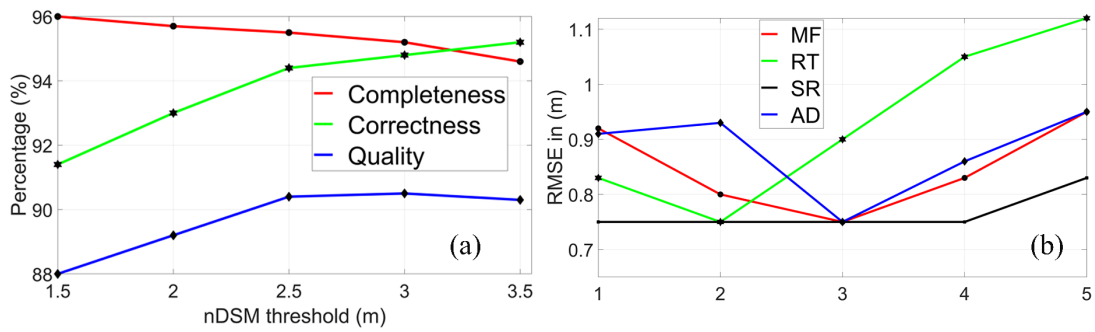 96
94
92
90
88
Percentage (%)
1.5
2
2.5
3
3.5
nDSM threshold (m)
Completeness
Correctness
Quality
(a)
1.1
1
0.9
0.8
0.7
RMSE in (m)
1
2
3
4
5
MF
RT
SR
AD
(b)